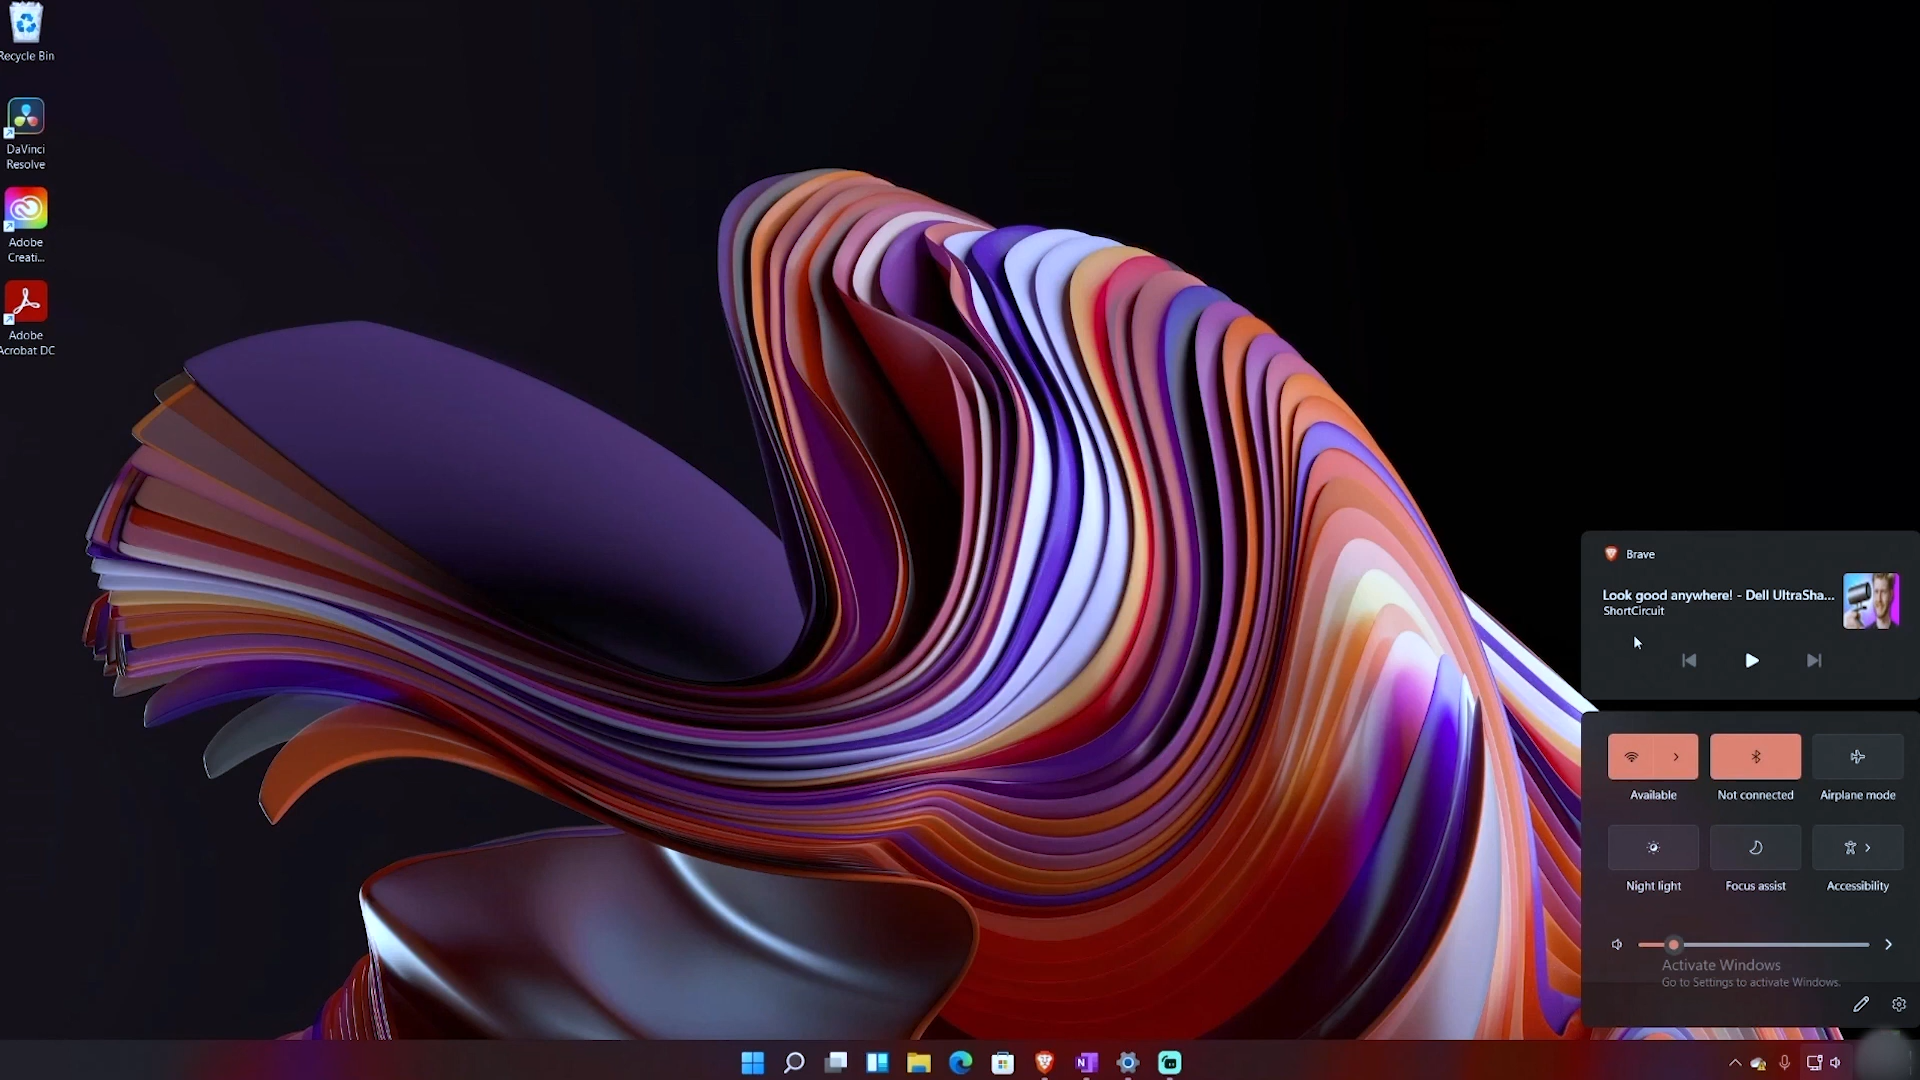 Recycle Bin
DaVinci
Resolve
Adobe
Creati...
Adobe
Acrobat DC
Brave
Look good anywhere! - Dell UltraSha...
ShortCircuit
Available
Not connected
Airplane mode
Night light
Focus assist
Accessibility
Activate Windows
Go to Settings to activate Windows.